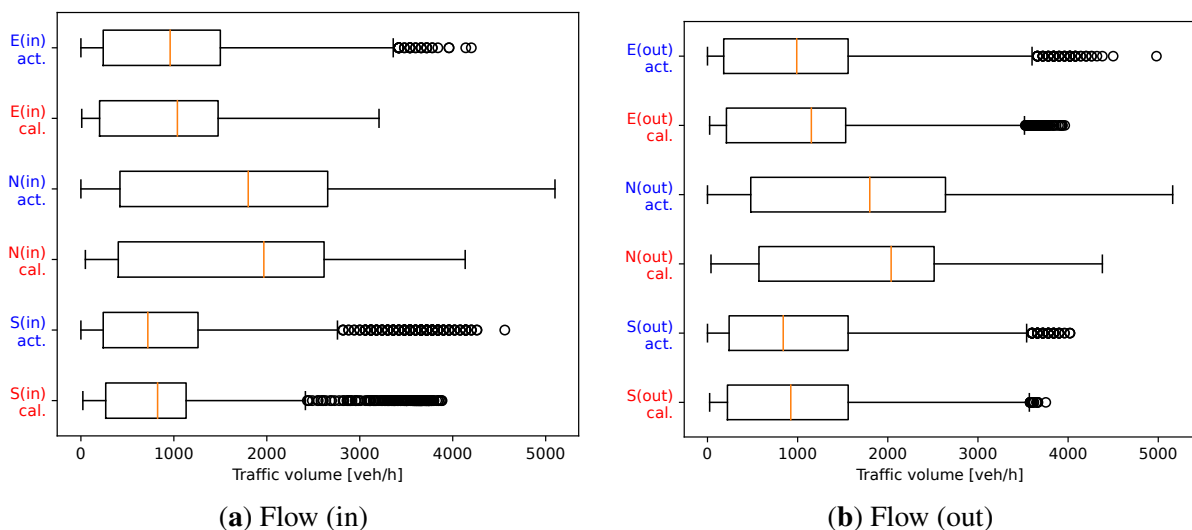 E(in)
act.
E(in)
cal.
N(in)
act.
N(in)
cal.
S(in)
act.
S(in)
cal.
0 1000 2000 3000 4000 5000
Traffic volume [veh/h]
(a) Flow (in)
E(out)
act.
E(out)
cal.
N(out)
act.
N(out)
cal.
S(out)
act.
S(out)
cal.
0 1000 2000 3000 4000 5000
Traffic volume [veh/h]
(b) Flow (out)